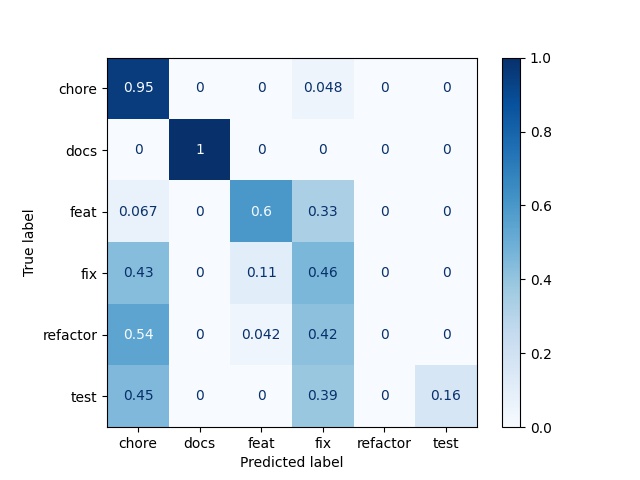 chore 0.95 0 0 0.048 0 0
docs 0 1 0 0 0 0
feat 0.067 0 0.6 0.33 0 0
fix 0.43 0 0.11 0.46 0 0
refactor 0.54 0 0.042 0.42 0 0
test 0.45 0 0 0.39 0 0.16
chore docs feat fix refactor test
Predicted label
True label
1.0
0.8
0.6
0.4
0.2
0.0